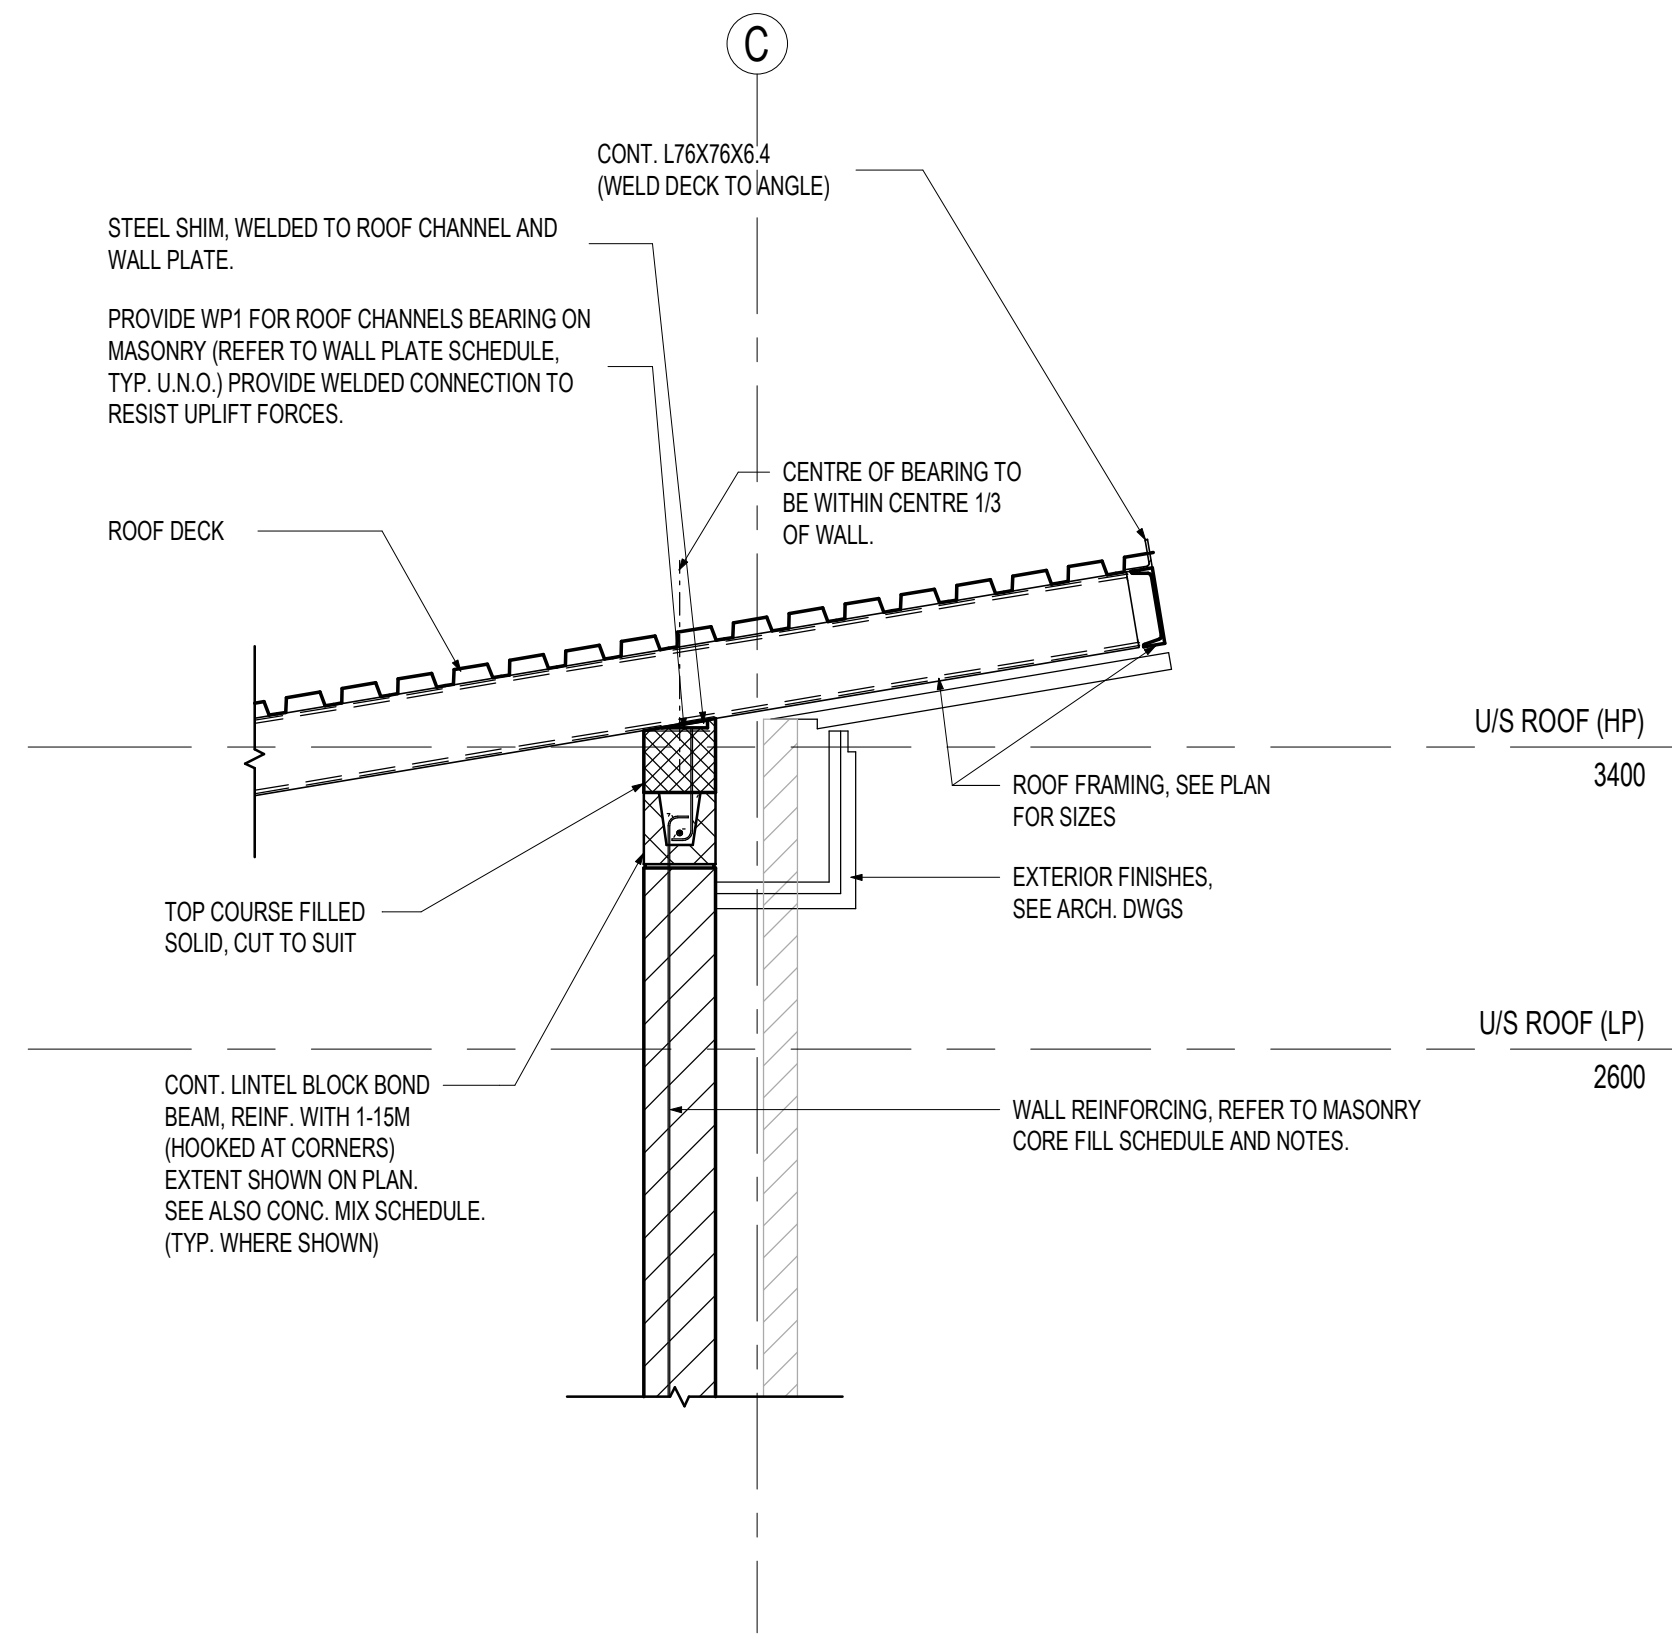 C
CONT. L76X76X6.4
(WELD DECK TO ANGLE)
STEEL SHIM, WELDED TO ROOF CHANNEL AND
WALL PLATE.
PROVIDE WP1 FOR ROOF CHANNELS BEARING ON
MASONRY (REFER TO WALL PLATE SCHEDULE,
TYP. U.N.O.) PROVIDE WELDED CONNECTION TO
RESIST UPLIFT FORCES.
CENTRE OF BEARING TO
BE WITHIN CENTRE 1/3
OF WALL.
ROOF DECK
U/S ROOF (HP)
3400
ROOF FRAMING, SEE PLAN
FOR SIZES
EXTERIOR FINISHES,
SEE ARCH. DWGS
TOP COURSE FILLED
SOLID, CUT TO SUIT
U/S ROOF (LP)
2600
CONT. LINTEL BLOCK BOND
BEAM, REINF. WITH 1-15M
(HOOKED AT CORNERS)
EXTENT SHOWN ON PLAN.
SEE ALSO CONC. MIX SCHEDULE.
(TYP. WHERE SHOWN)
WALL REINFORCING, REFER TO MASONRY
CORE FILL SCHEDULE AND NOTES.